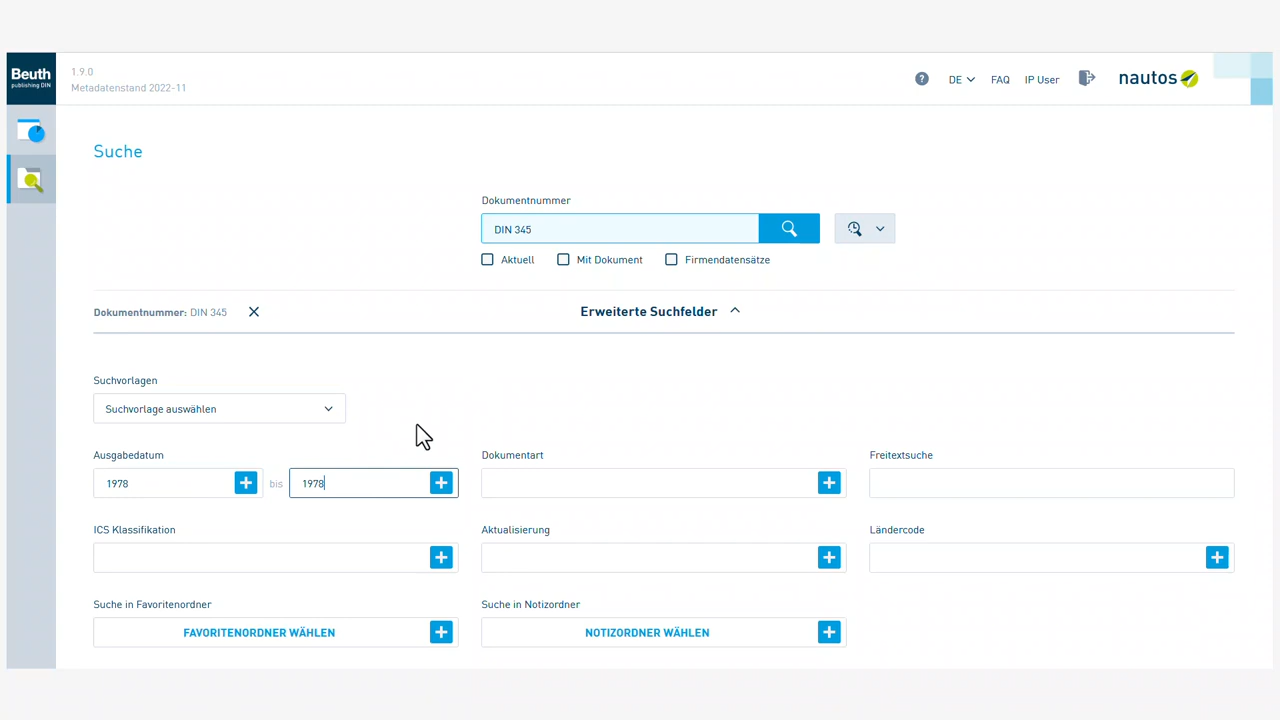 Beuth
publishing DIN
1.9.0
Metadatenstand 2022-11
?
DE
FAQ
IP User
nautos
Suche
Dokumentnummer
DIN 345
Aktuell
Mit Dokument
Firmendatensätze
Dokumentnummer: DIN 345
Erweiterte Suchfelder
Suchvorlagen
Suchvorlage auswählen
Ausgabedatum
Dokumentart
Freitextsuche
1978
bis
1978
ICS Klassifikation
Aktualisierung
Ländercode
Suche in Favoritenordner
Suche in Notizordner
FAVORITENORDNER WÄHLEN
NOTIZORDNER WÄHLEN